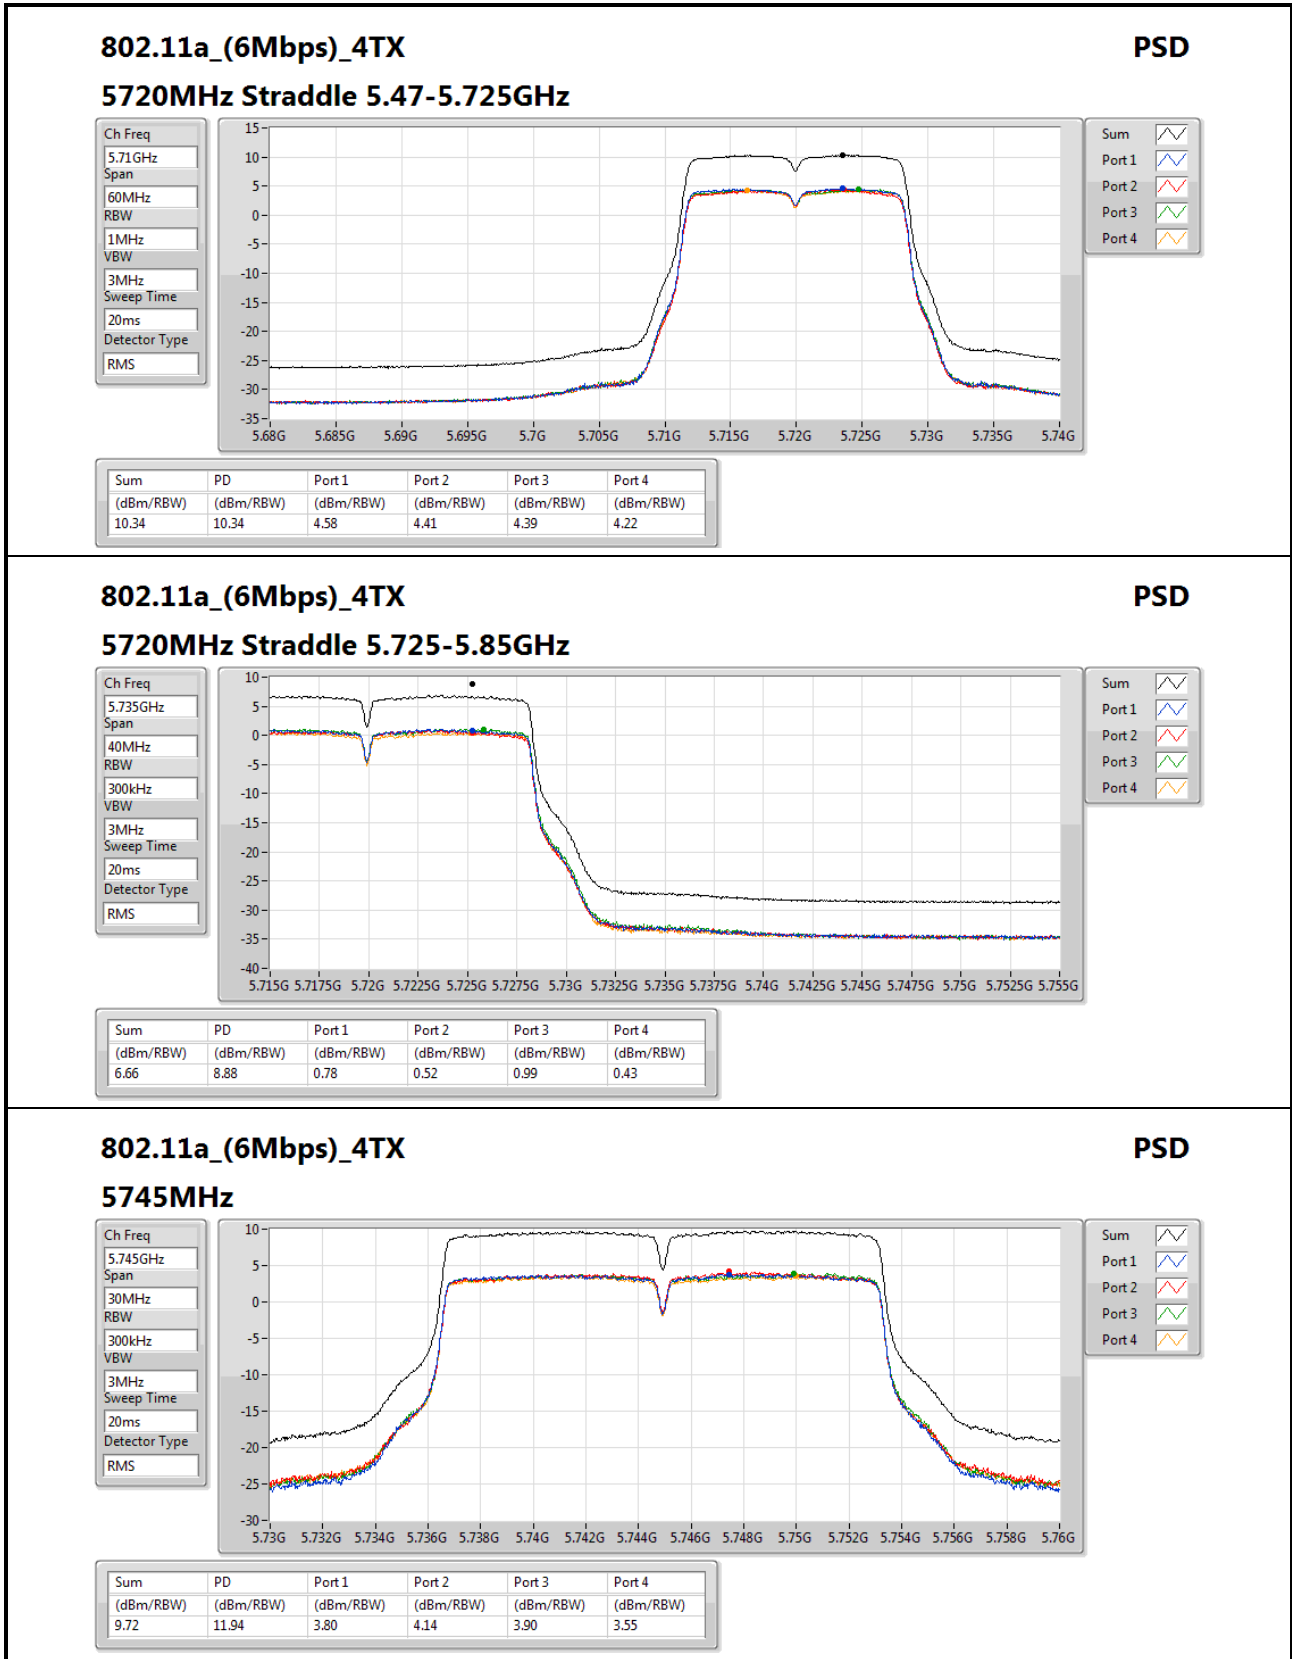 802.11a_(6Mbps)_4TX PSD
5720MHz Straddle 5.47-5.725GHz
Ch Freq
5.71GHz
Span
60MHz
RBW
1MHz
VBW
3MHz
Sweep Time
20ms
Detector Type
RMS
15
10
5
0
-5
-10
-15
-20
-25
-30
-35
5.68G 5.685G 5.69G 5.695G 5.7G 5.705G 5.71G 5.715G 5.72G 5.725G 5.73G 5.735G 5.74G
Sum
Port 1
Port 2
Port 3
Port 4
Sum PD Port 1 Port 2 Port 3 Port 4
(dBm/RBW) (dBm/RBW) (dBm/RBW) (dBm/RBW) (dBm/RBW) (dBm/RBW)
10.34 10.34 4.58 4.41 4.39 4.22
802.11a_(6Mbps)_4TX PSD
5720MHz Straddle 5.725-5.85GHz
Ch Freq
5.735GHz
Span
40MHz
RBW
300kHz
VBW
3MHz
Sweep Time
20ms
Detector Type
RMS
10
5
0
-5
-10
-15
-20
-25
-30
-35
-40
5.715G 5.7175G 5.72G 5.7225G 5.725G 5.7275G 5.73G 5.7325G 5.735G 5.7375G 5.74G 5.7425G 5.745G 5.7475G 5.75G 5.7525G 5.755G
Sum
Port 1
Port 2
Port 3
Port 4
Sum PD Port 1 Port 2 Port 3 Port 4
(dBm/RBW) (dBm/RBW) (dBm/RBW) (dBm/RBW) (dBm/RBW) (dBm/RBW)
6.66 8.88 0.78 0.52 0.99 0.43
802.11a_(6Mbps)_4TX PSD
5745MHz
Ch Freq
5.745GHz
Span
30MHz
RBW
300kHz
VBW
3MHz
Sweep Time
20ms
Detector Type
RMS
10
5
0
-5
-10
-15
-20
-25
-30
5.73G 5.732G 5.734G 5.736G 5.738G 5.74G 5.742G 5.744G 5.746G 5.748G 5.75G 5.752G 5.754G 5.756G 5.758G 5.76G
Sum
Port 1
Port 2
Port 3
Port 4
Sum PD Port 1 Port 2 Port 3 Port 4
(dBm/RBW) (dBm/RBW) (dBm/RBW) (dBm/RBW) (dBm/RBW) (dBm/RBW)
9.72 11.94 3.80 4.14 3.90 3.55